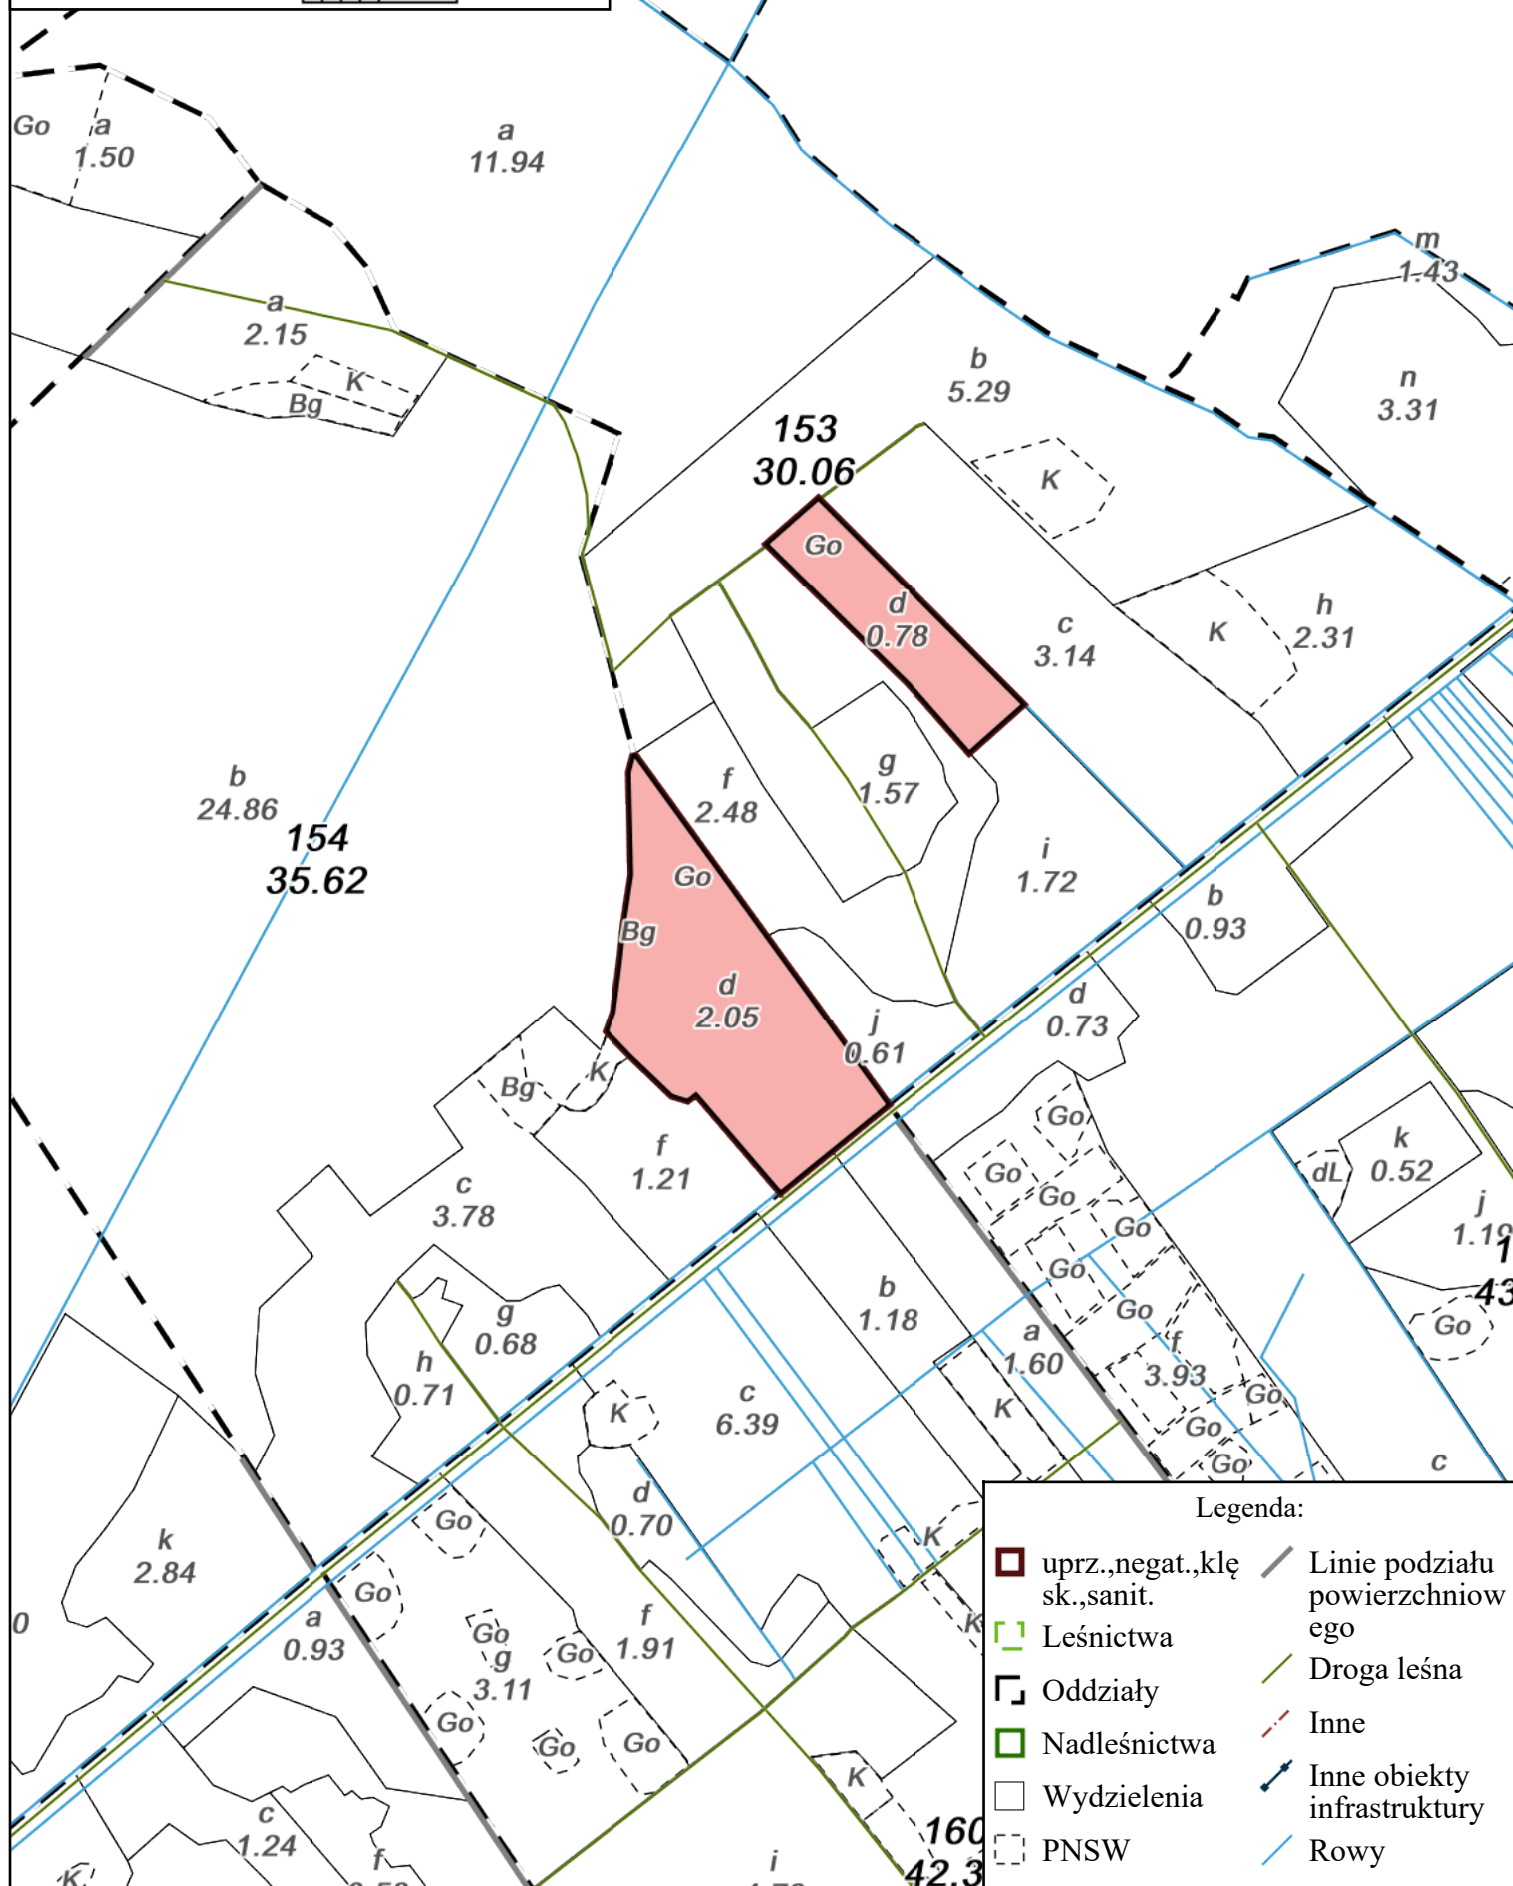 Go
a
1.50
a
11.94
m
1.43
a
2.15
K
Bg
b
5.29
n
3.31
153
30.06
K
Go
d
0.78
c
3.14
K
h
2.31
b
24.86
154
35.62
f
2.48
g
1.57
i
1.72
Go
Bg
d
2.05
b
0.93
d
0.73
j
0.61
Bg
K
f
1.21
c
3.78
Go
Go
Go
Go
Go
Go
dL
k
0.52
j
1.19
43
Go
g
0.68
h
0.71
b
1.18
a
1.60
f
3.93
Go
Go
Go
c
K
c
6.39
K
d
0.70
K
K
k
2.84
0
a
0.93
Go
Go
Go
g
3.11
Go
f
1.91
Go
Go
Go
K
160
42.3
c
1.24
f
K
i
Legenda:
uprz.,negat.,klę
sk.,sanit.
Leśnictwa
Oddziały
Nadleśnictwa
Wydzielenia
PNSW
Linie podziału
powierzchniow
ego
Droga leśna
Inne
Inne obiekty
infrastruktury
Rowy